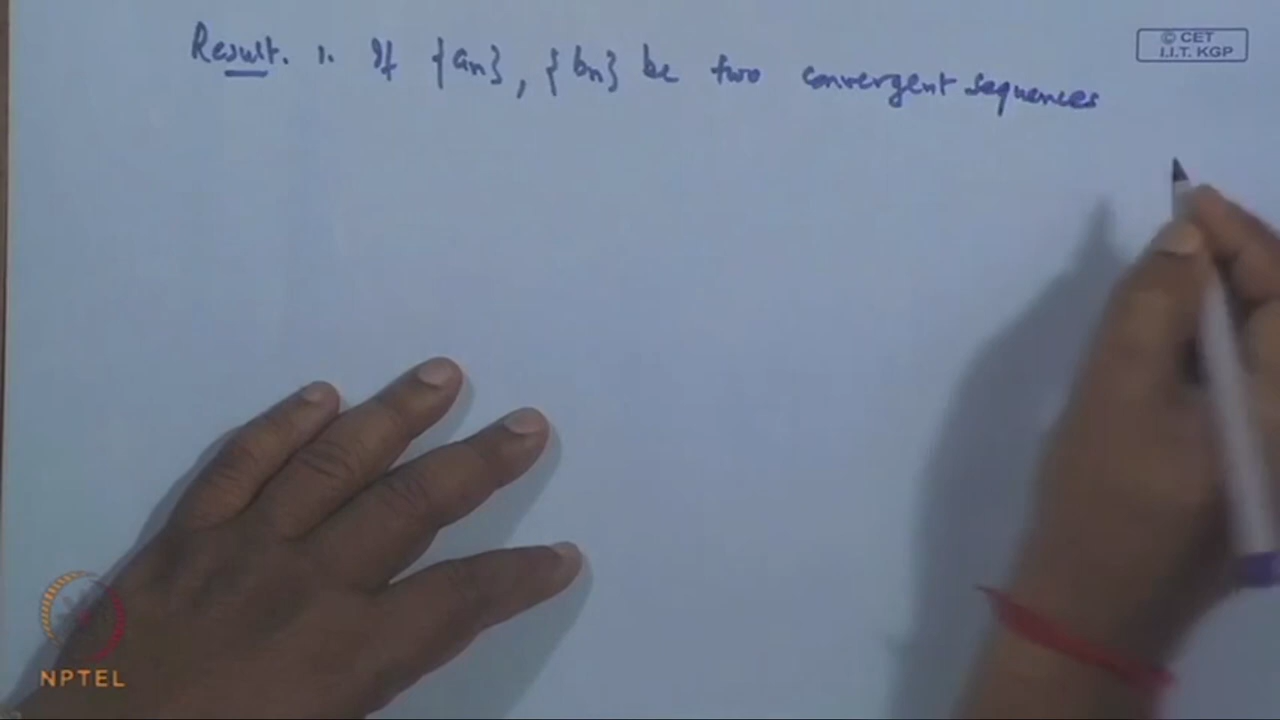 Result. 1. If {an}, {bn} be two convergent sequences
© CET
I.I.T. KGP
NPTEL